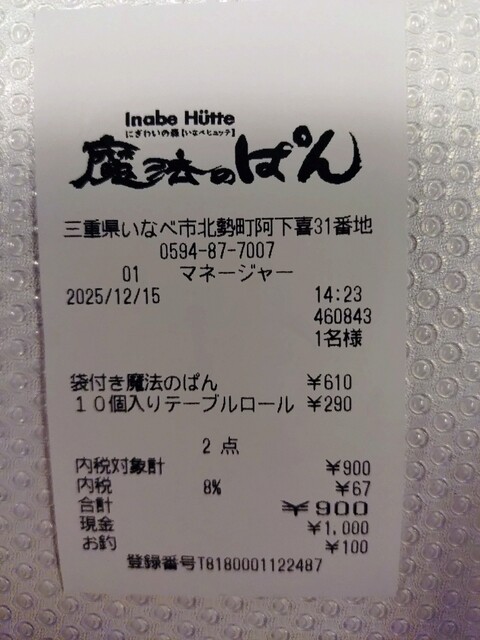 Inabe Hütte
にぎわいの森【いなべヒュッテ】
魔法のぱん
三重県いなべ市北勢町阿下喜31番地
0594-87-7007
01 マネージャー
2025/12/15 14:23
460843
1名様
袋付き魔法のぱん ¥610
10個入りテーブルロール ¥290
2 点
内税対象計 ¥900
内税 8% ¥67
合計 ¥900
現金 ¥1,000
お釣 ¥100
登録番号T8180001122487